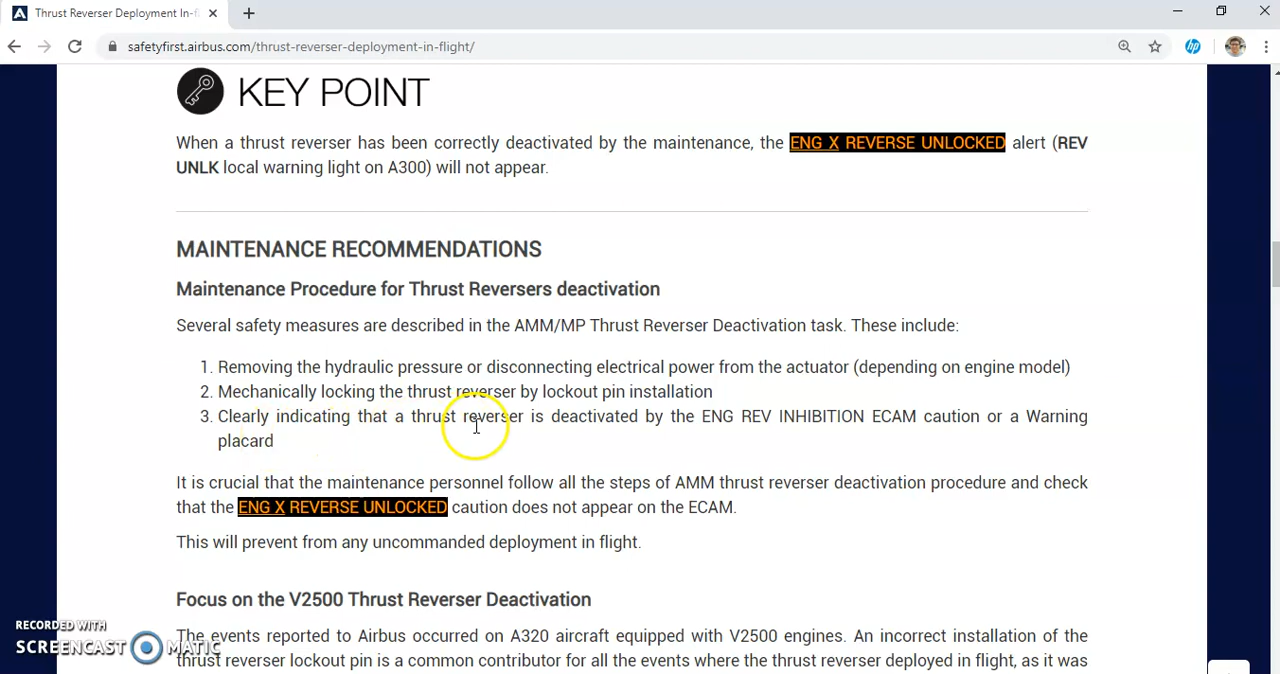 Thrust Reverser Deployment In-f
safetyfirst.airbus.com/thrust-reverser-deployment-in-flight/
KEY POINT
When a thrust reverser has been correctly deactivated by the maintenance, the ENG X REVERSE UNLOCKED alert (REV
UNLK local warning light on A300) will not appear.
MAINTENANCE RECOMMENDATIONS
Maintenance Procedure for Thrust Reversers deactivation
Several safety measures are described in the AMM/MP Thrust Reverser Deactivation task. These include:
1. Removing the hydraulic pressure or disconnecting electrical power from the actuator (depending on engine model)
2. Mechanically locking the thrust reverser by lockout pin installation
3. Clearly indicating that a thrust reverser is deactivated by the ENG REV INHIBITION ECAM caution or a Warning
placard
It is crucial that the maintenance personnel follow all the steps of AMM thrust reverser deactivation procedure and check
that the ENG X REVERSE UNLOCKED caution does not appear on the ECAM.
This will prevent from any uncommanded deployment in flight.
Focus on the V2500 Thrust Reverser Deactivation
The events reported to Airbus occurred on A320 aircraft equipped with V2500 engines. An incorrect installation of the
thrust reverser lockout pin is a common contributor for all the events where the thrust reverser deployed in flight, as it was
RECORDED WITH
SCREENCAST MATIC